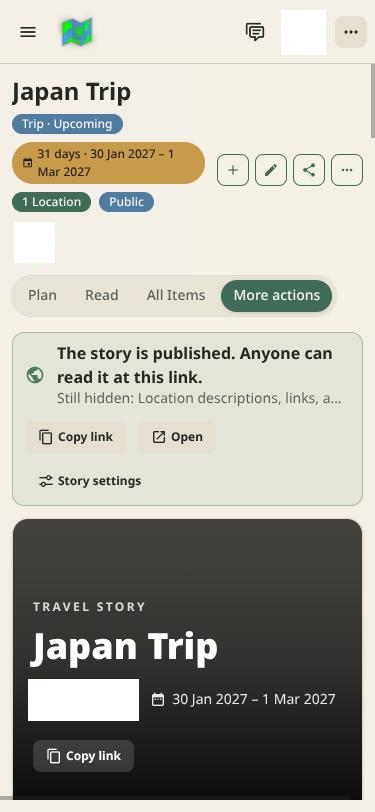 Japan Trip
Trip · Upcoming
31 days · 30 Jan 2027 – 1
Mar 2027
1 Location
Public
Plan
Read
All Items
More actions
The story is published. Anyone can
read it at this link.
Still hidden: Location descriptions, links, a...
Copy link
Open
Story settings
TRAVEL STORY
Japan Trip
30 Jan 2027 – 1 Mar 2027
Copy link